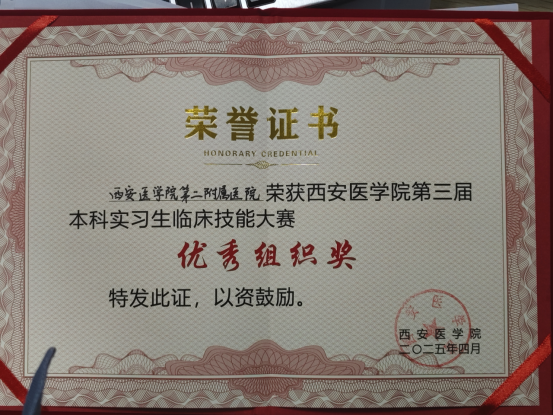 荣誉证书
HONORARY CREDENTIAL
西安医学院第二附属医院 荣获西安医学院第三届
本科实习生临床技能大赛
优秀组织奖
特发此证，以资鼓励。
西安医学院
二〇二五年四月